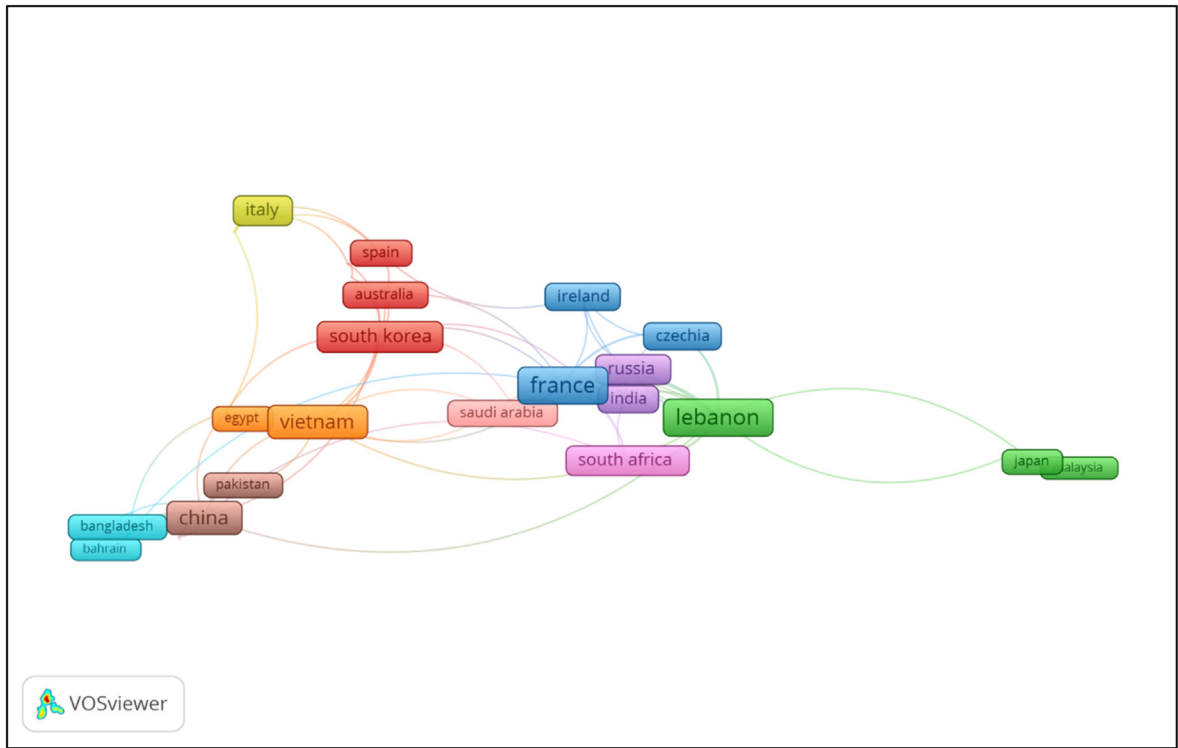 italy
spain
australia
ireland
south korea
czechia
russia
france
india
saudi arabia
lebanon
egypt
vietnam
south africa
japan
alaysia
pakistan
china
bangladesh
bahrain
VOSviewer